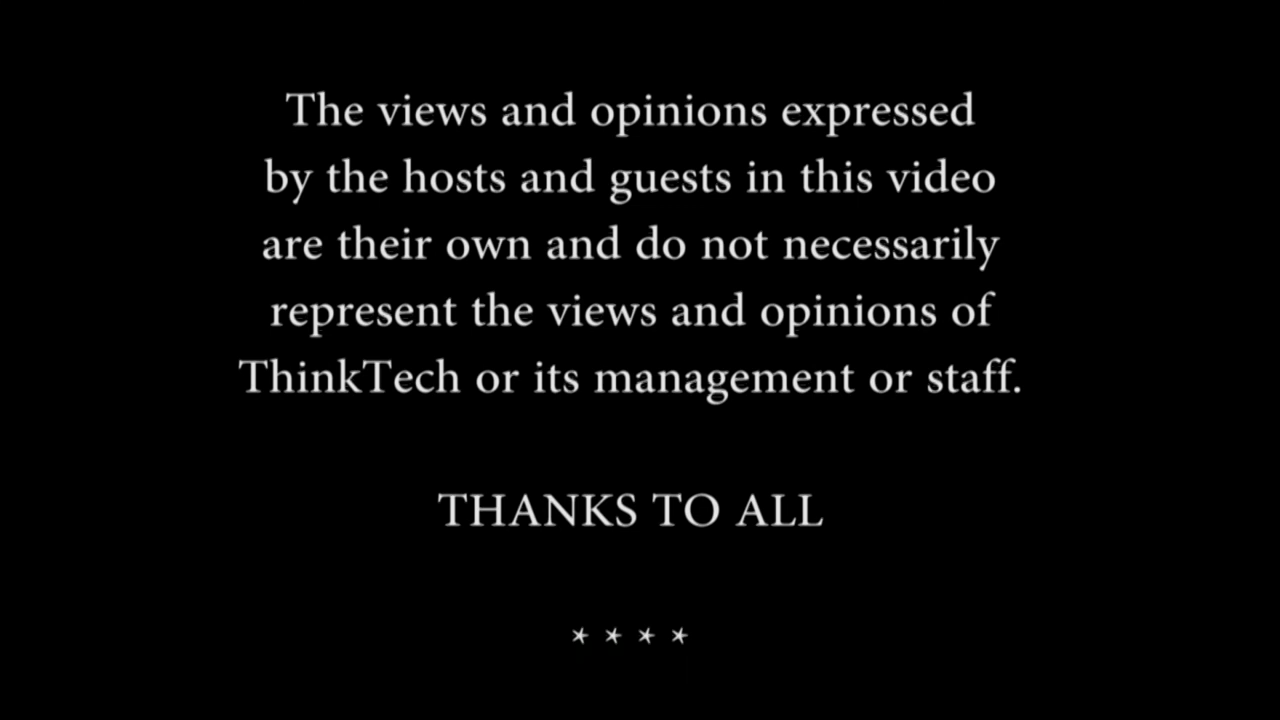 The views and opinions expressed
by the hosts and guests in this video
are their own and do not necessarily
represent the views and opinions of
ThinkTech or its management or staff.
THANKS TO ALL
* * * *